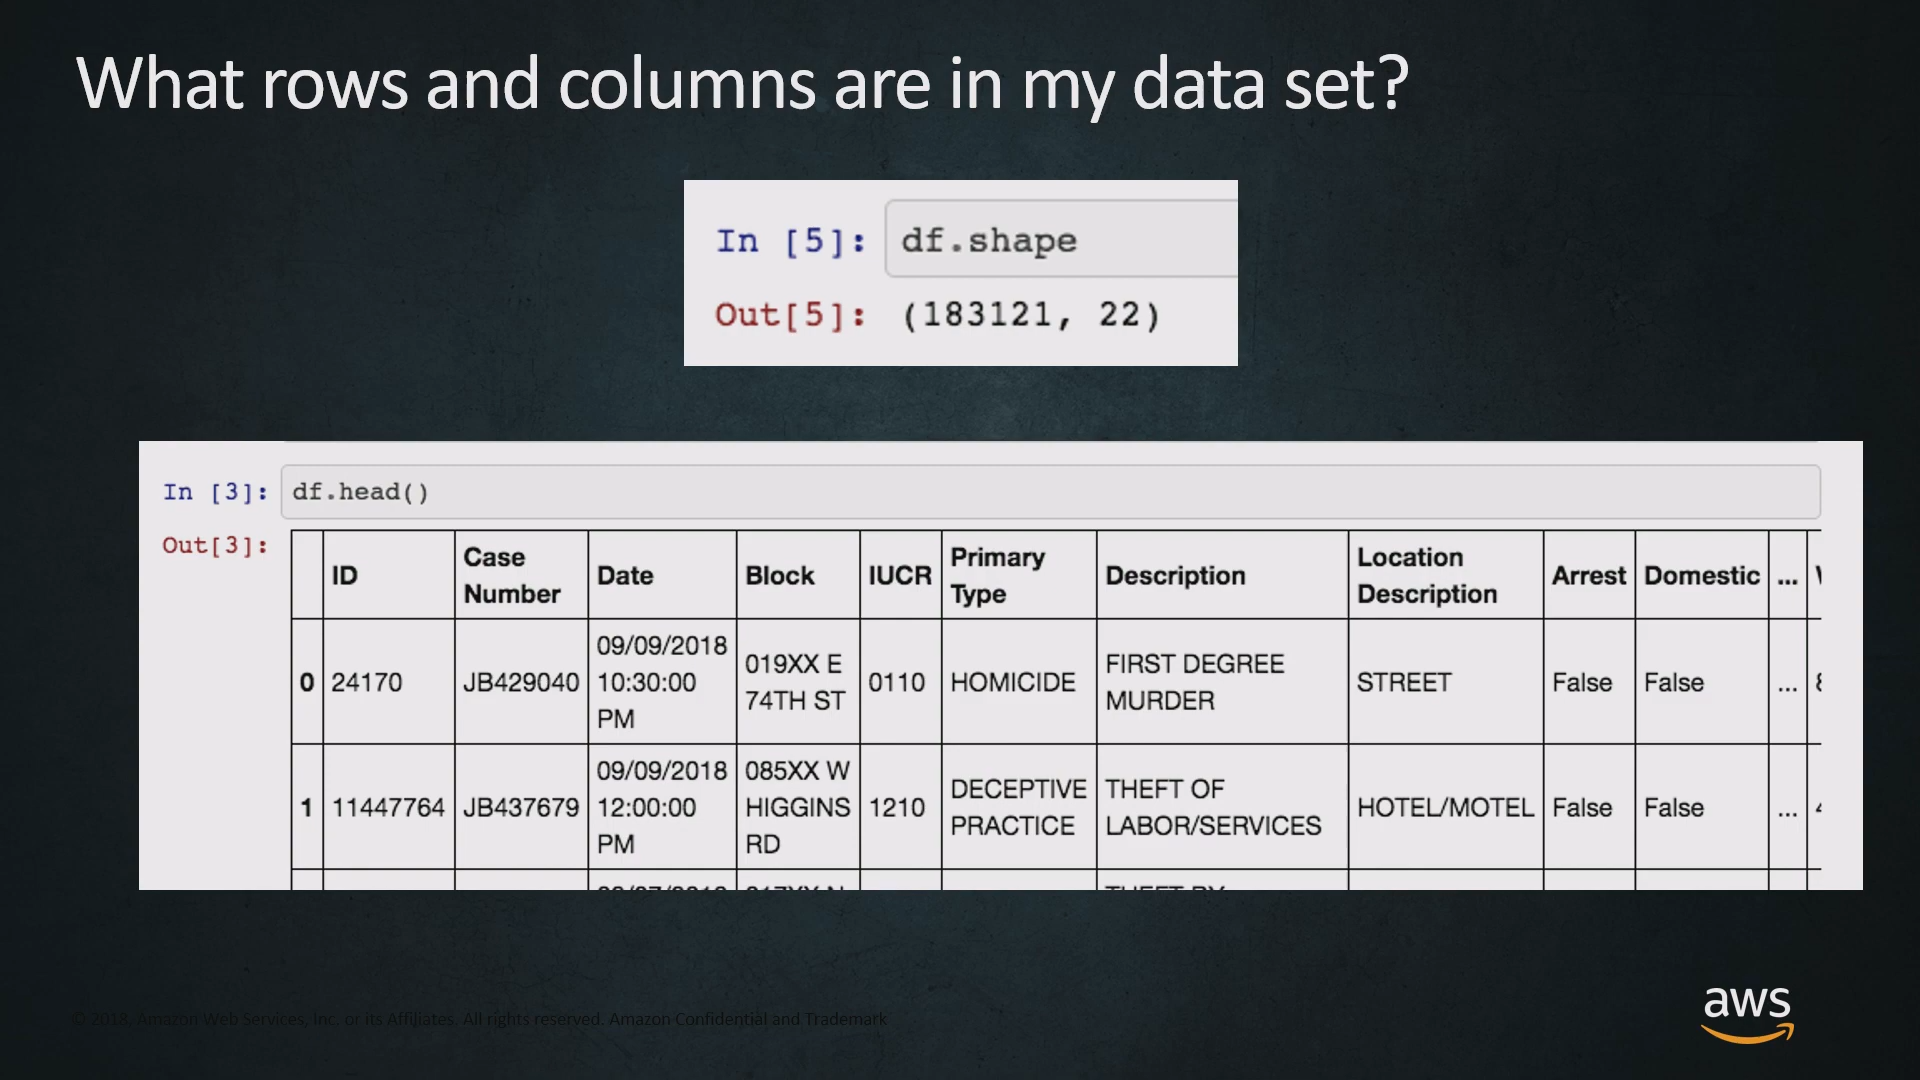 What rows and columns are in my data set?
In [5]: df.shape
Out[5]: (183121, 22)
In [3]: df.head()
Out[3]:
ID Case Number Date Block IUCR Primary Type Description Location Description Arrest Domestic ...
0 24170 JB429040 09/09/2018 10:30:00 PM 019XX E 74TH ST 0110 HOMICIDE FIRST DEGREE MURDER STREET False False ...
1 11447764 JB437679 09/09/2018 12:00:00 PM 085XX W HIGGINS RD 1210 DECEPTIVE PRACTICE THEFT OF LABOR/SERVICES HOTEL/MOTEL False False ...
© 2018, Amazon Web Services, Inc. or its Affiliates. All rights reserved. Amazon Confidential and Trademark
aws